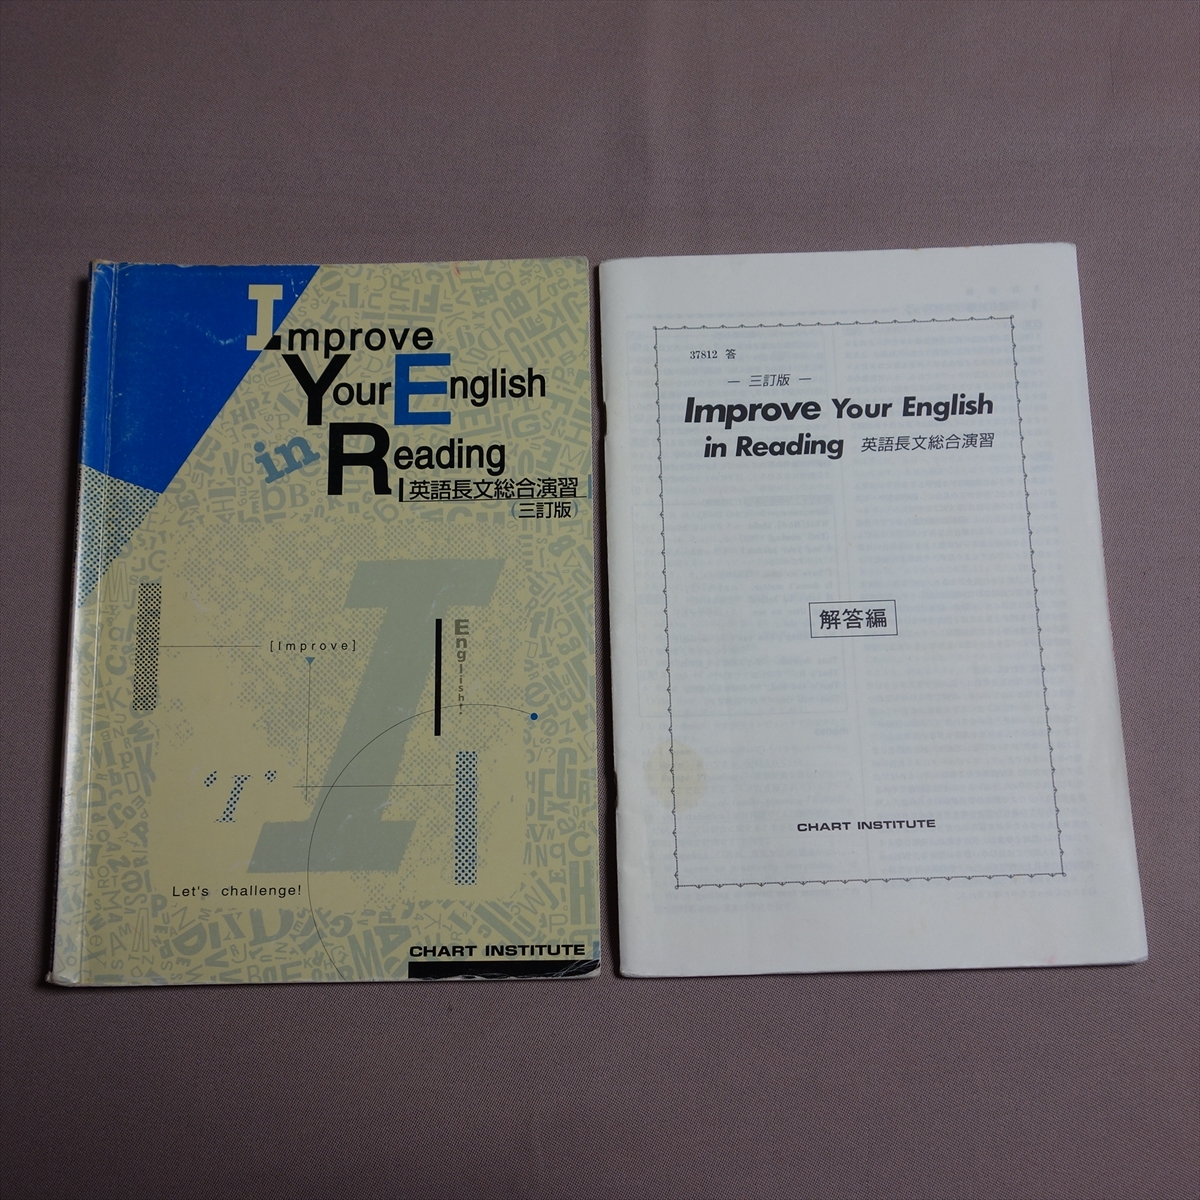 Improve
Your English
in Reading
英語長文総合演習
(三訂版)
[Improve]
English!
'I'
I
Let's challenge!
CHART INSTITUTE
37812 答
― 三訂版 ―
Improve Your English
in Reading 英語長文総合演習
解答編
CHART INSTITUTE